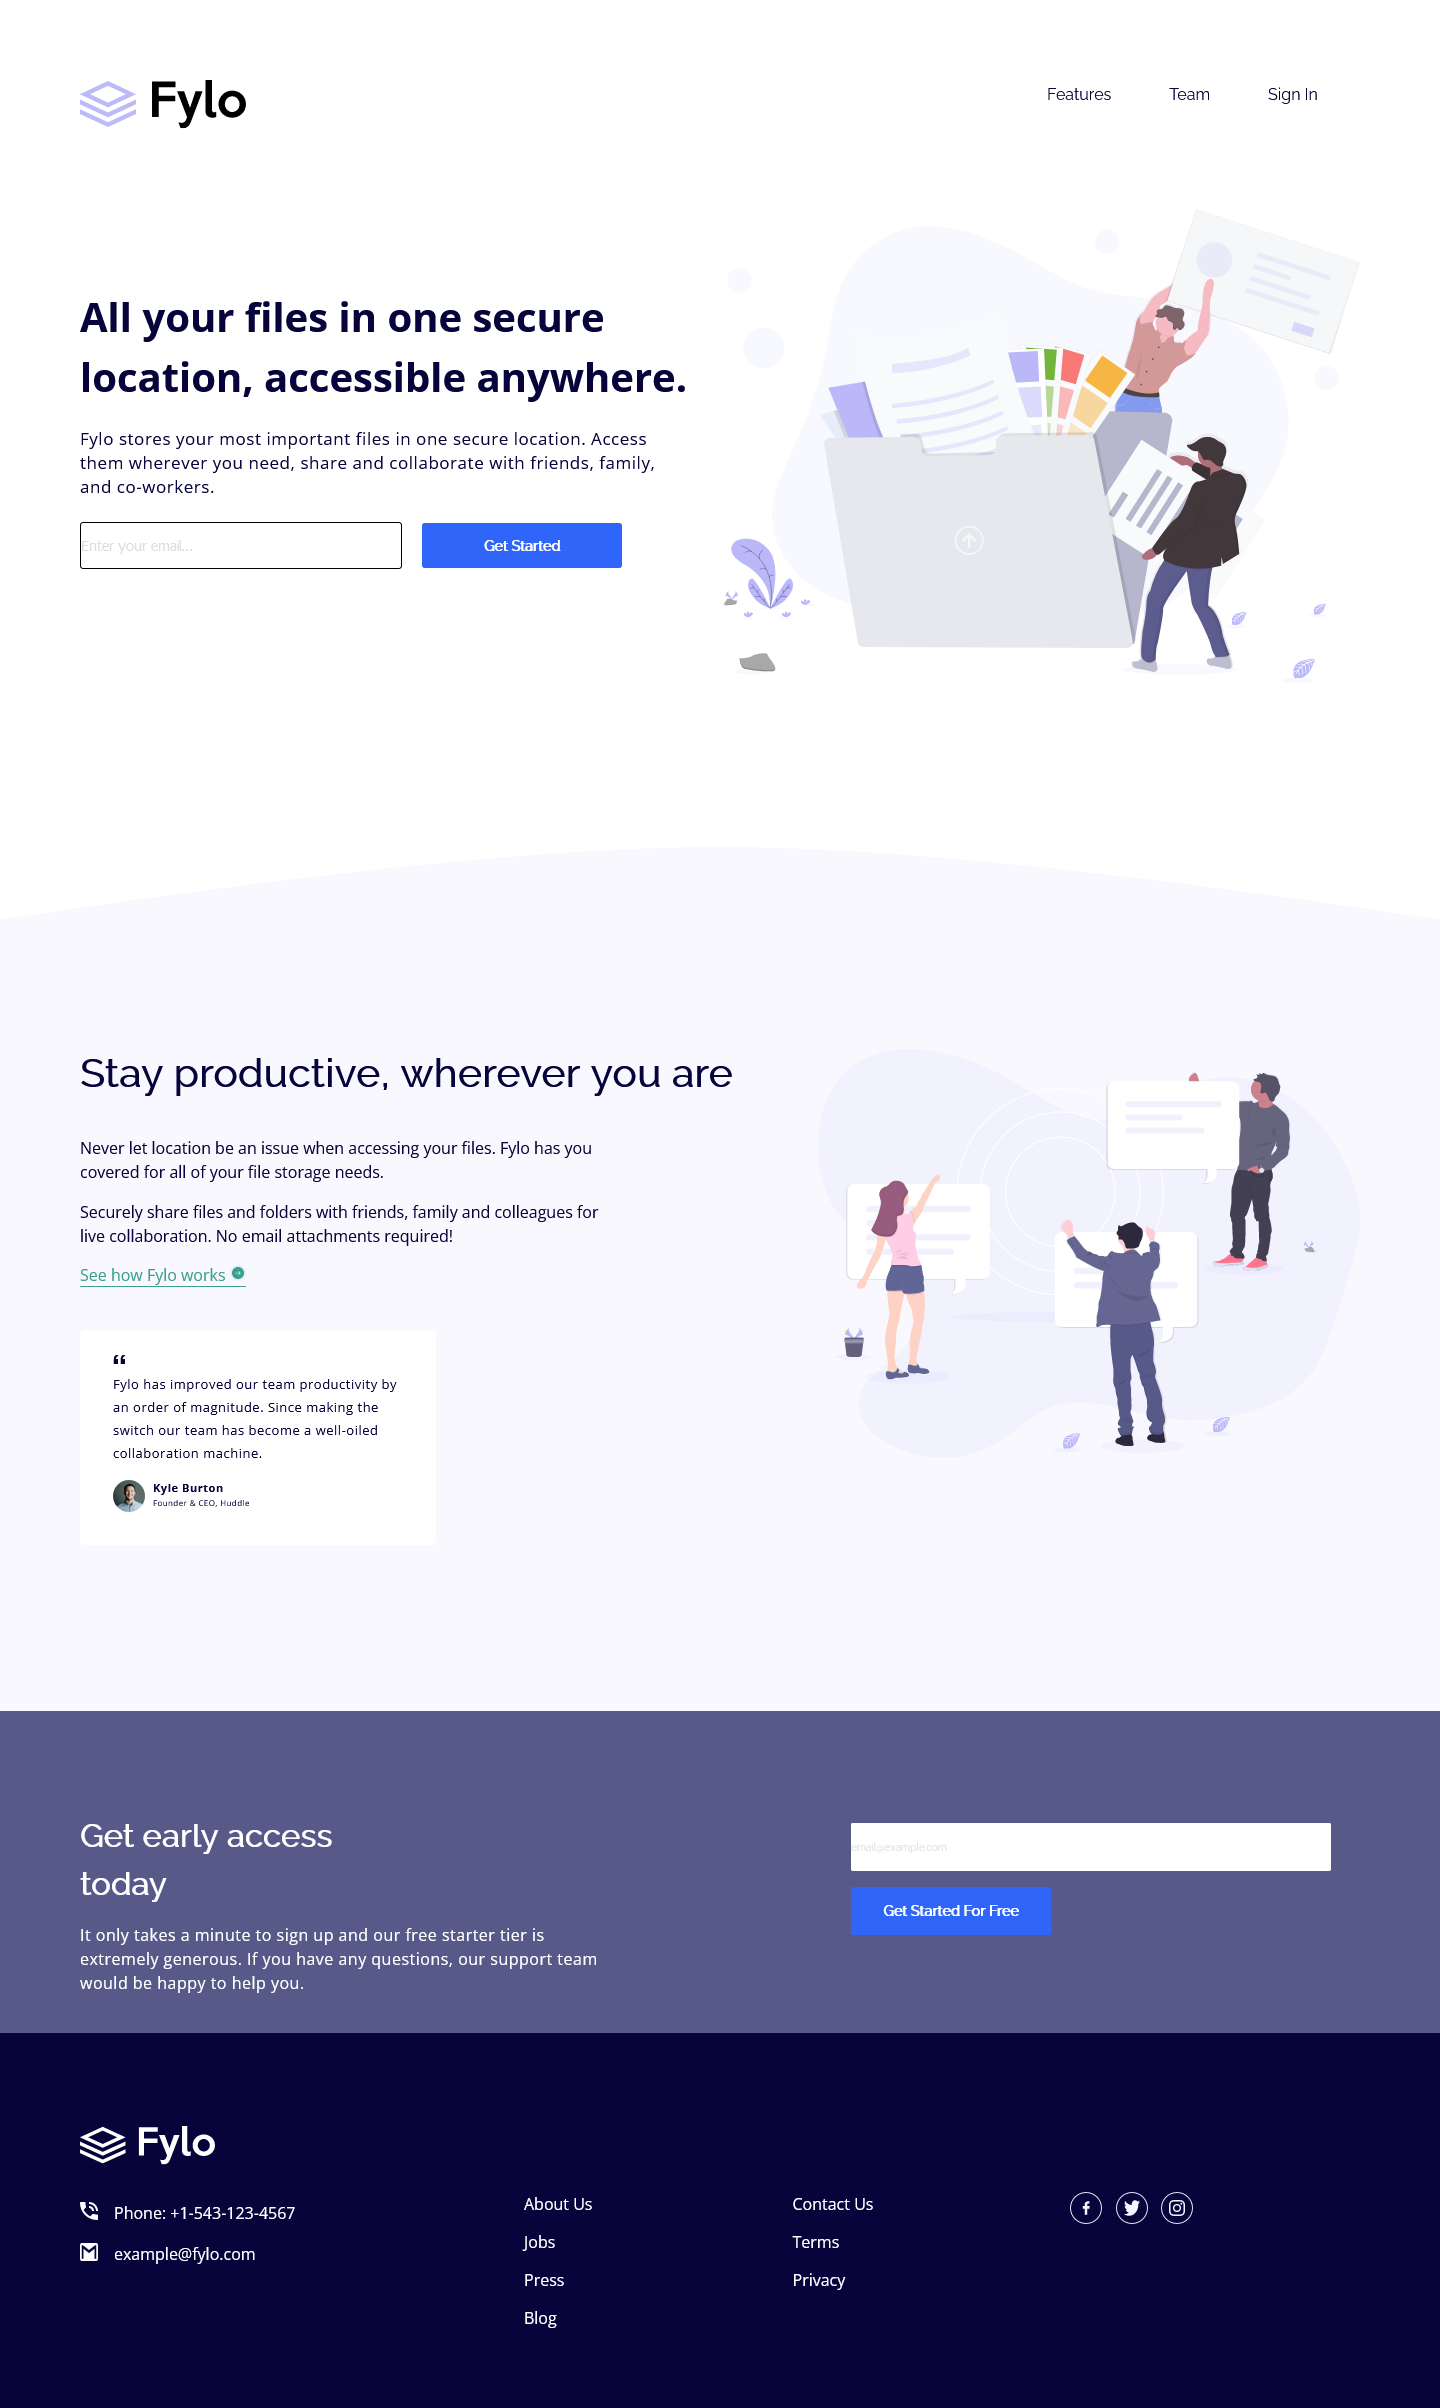 Fylo
Features
Team
Sign In
All your files in one secure
location, accessible anywhere.
Fylo stores your most important files in one secure location. Access
them wherever you need, share and collaborate with friends, family,
and co-workers.
Enter your email...
Get Started
Stay productive, wherever you are
Never let location be an issue when accessing your files. Fylo has you
covered for all of your file storage needs.
Securely share files and folders with friends, family and colleagues for
live collaboration. No email attachments required!
See how Fylo works
“
Fylo has improved our team productivity by
an order of magnitude. Since making the
switch our team has become a well-oiled
collaboration machine.
Kyle Burton
Founder & CEO, Huddle
Get early access
today
It only takes a minute to sign up and our free starter tier is
extremely generous. If you have any questions, our support team
would be happy to help you.
email@example.com
Get Started For Free
Fylo
Phone: +1-543-123-4567
example@fylo.com
About Us
Jobs
Press
Blog
Contact Us
Terms
Privacy